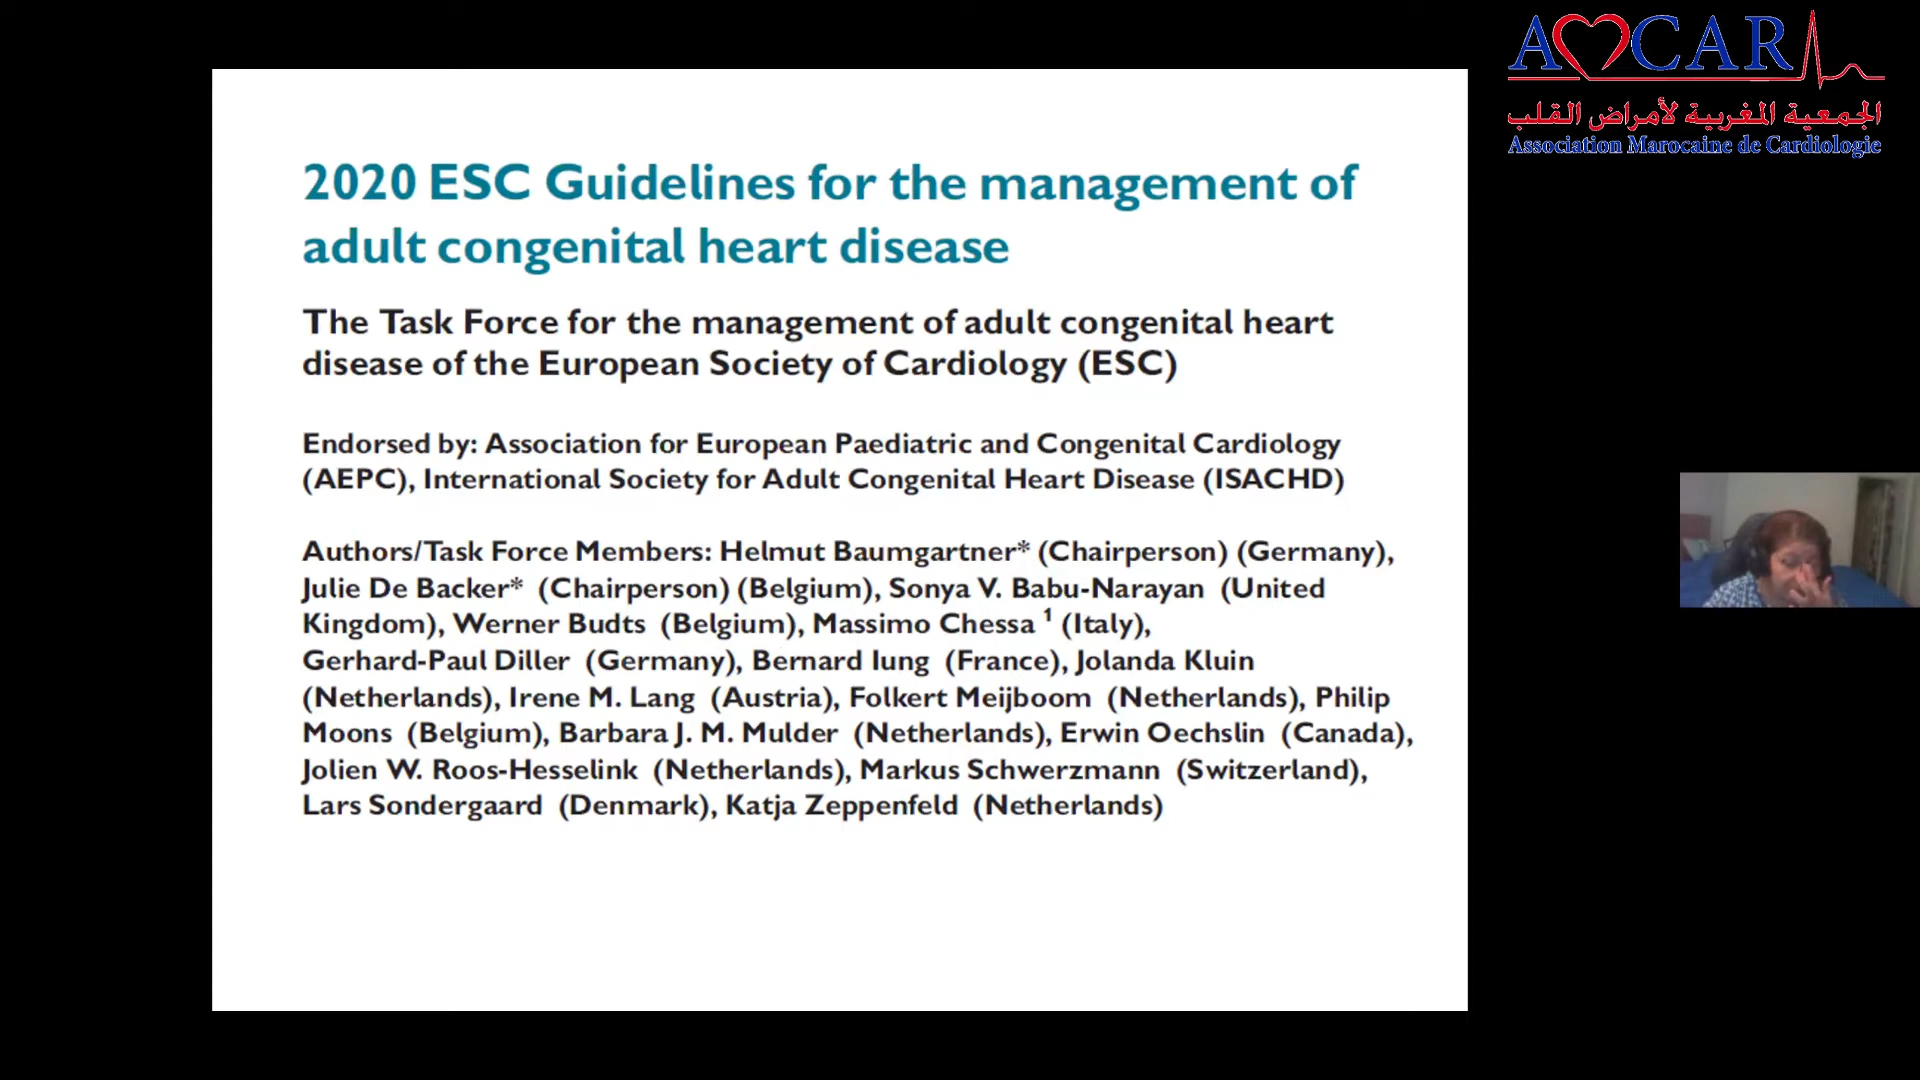 2020 ESC Guidelines for the management of
adult congenital heart disease
The Task Force for the management of adult congenital heart
disease of the European Society of Cardiology (ESC)
Endorsed by: Association for European Paediatric and Congenital Cardiology
(AEPC), International Society for Adult Congenital Heart Disease (ISACHD)
Authors/Task Force Members: Helmut Baumgartner* (Chairperson) (Germany),
Julie De Backer* (Chairperson) (Belgium), Sonya V. Babu-Narayan (United
Kingdom), Werner Budts (Belgium), Massimo Chessa 1 (Italy),
Gerhard-Paul Diller (Germany), Bernard Iung (France), Jolanda Kluin
(Netherlands), Irene M. Lang (Austria), Folkert Meijboom (Netherlands), Philip
Moons (Belgium), Barbara J. M. Mulder (Netherlands), Erwin Oechslin (Canada),
Jolien W. Roos-Hesselink (Netherlands), Markus Schwerzmann (Switzerland),
Lars Sondergaard (Denmark), Katja Zeppenfeld (Netherlands)
AMCAR
الجمعية المغربية لأمراض القلب
Association Marocaine de Cardiologie